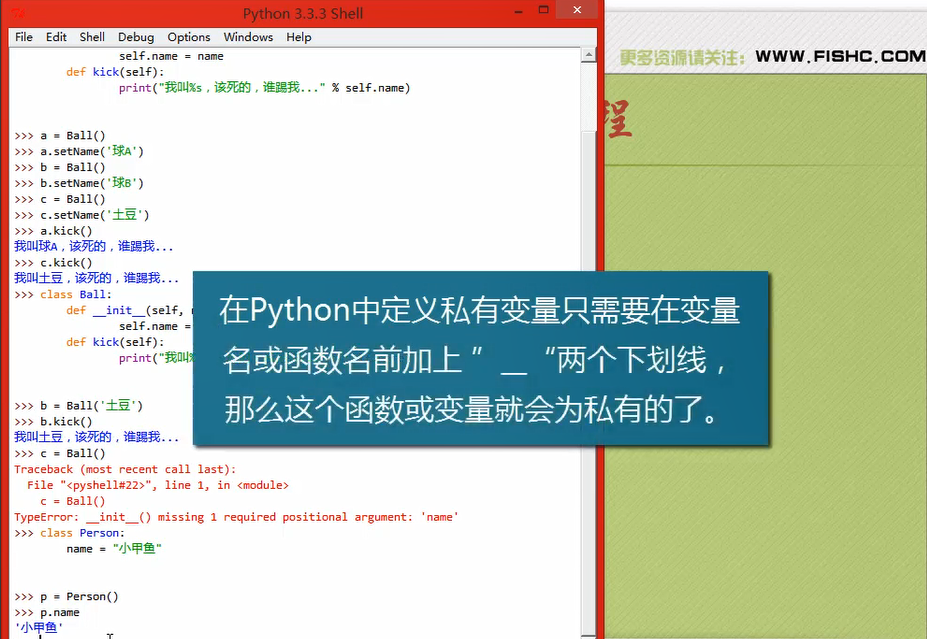 Python 3.3.3 Shell
File Edit Shell Debug Options Windows Help
更多资源请关注： WWW.FISHC.COM
程
self.name = name
def kick(self):
print("我叫%s，该死的，谁踢我..." % self.name)
>>> a = Ball()
>>> a.setName('球A')
>>> b = Ball()
>>> b.setName('球B')
>>> c = Ball()
>>> c.setName('土豆')
>>> a.kick()
我叫球A，该死的，谁踢我...
>>> c.kick()
我叫土豆，该死的，谁踢我...
>>> class Ball:
def __init__(self,
self.name =
def kick(self):
print("我叫
>>> b = Ball('土豆')
>>> b.kick()
我叫土豆，该死的，谁踢我...
>>> c = Ball()
Traceback (most recent call last):
File "<pyshell#22>", line 1, in <module>
c = Ball()
TypeError: __init__() missing 1 required positional argument: 'name'
>>> class Person:
name = "小甲鱼"
>>> p = Person()
>>> p.name
'小甲鱼'
在Python中定义私有变量只需要在变量
名或函数名前加上 ” __ “两个下划线，
那么这个函数或变量就会为私有的了。